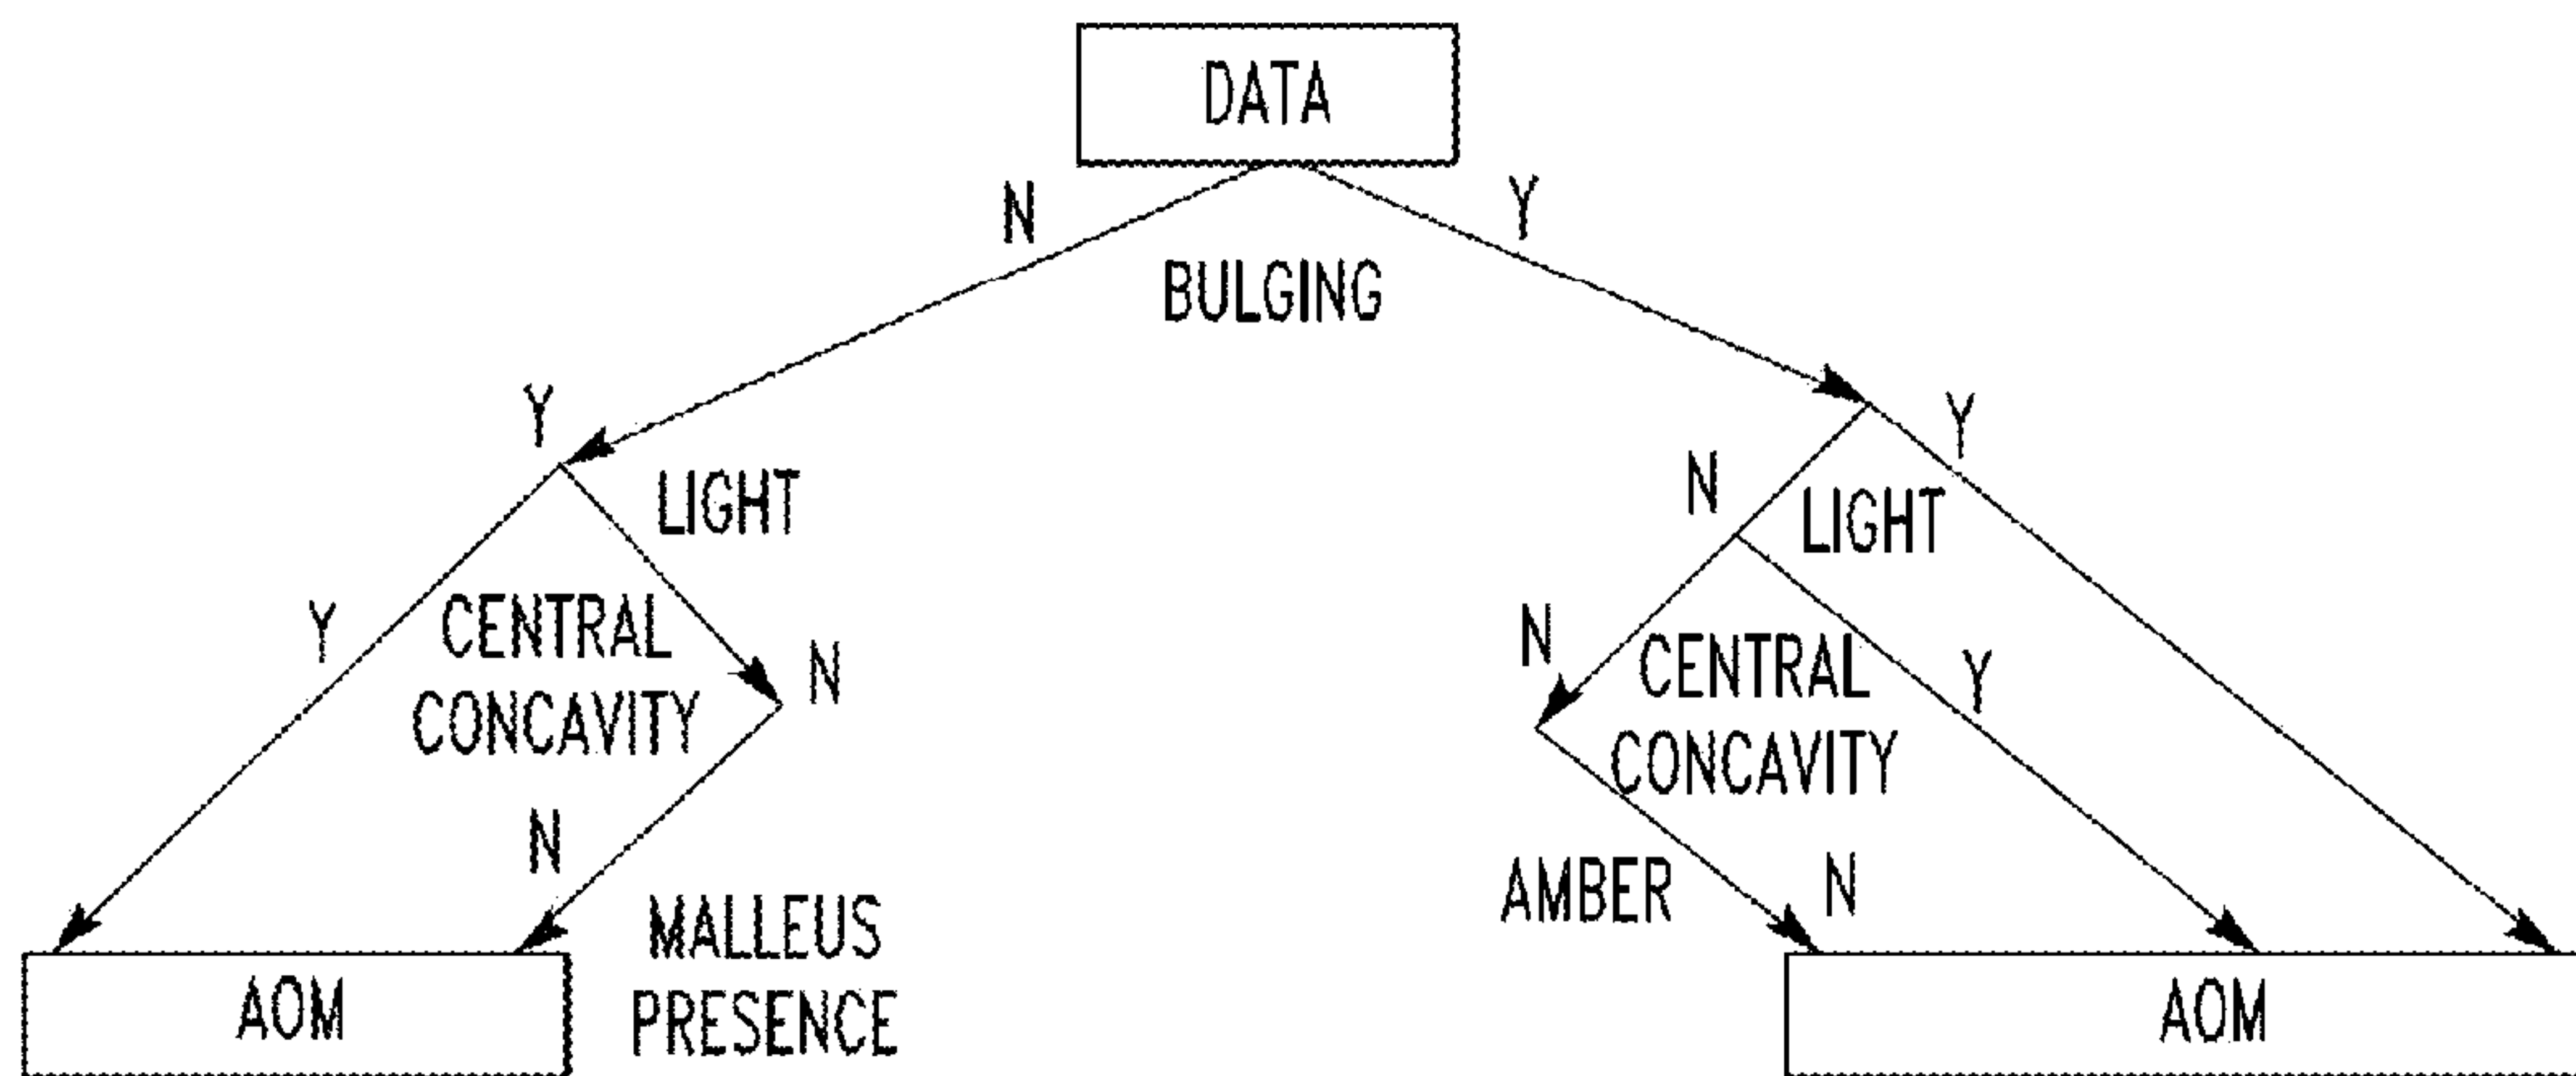 DATA
N
Y
BULGING
Y
Y
LIGHT
N
LIGHT
Y
CENTRAL
CONCAVITY
N
N
CENTRAL
CONCAVITY
Y
N
MALLEUS
PRESENCE
AMBER
N
AOM
AOM